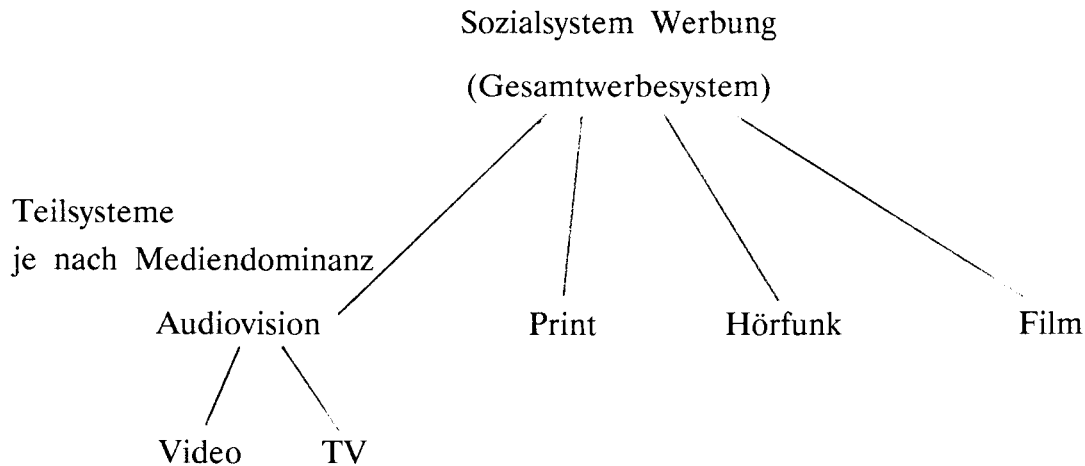 Sozialsystem Werbung
(Gesamtwerbesystem)
Teilsysteme
je nach Mediendominanz
Audiovision Print Hörfunk Film
Video TV